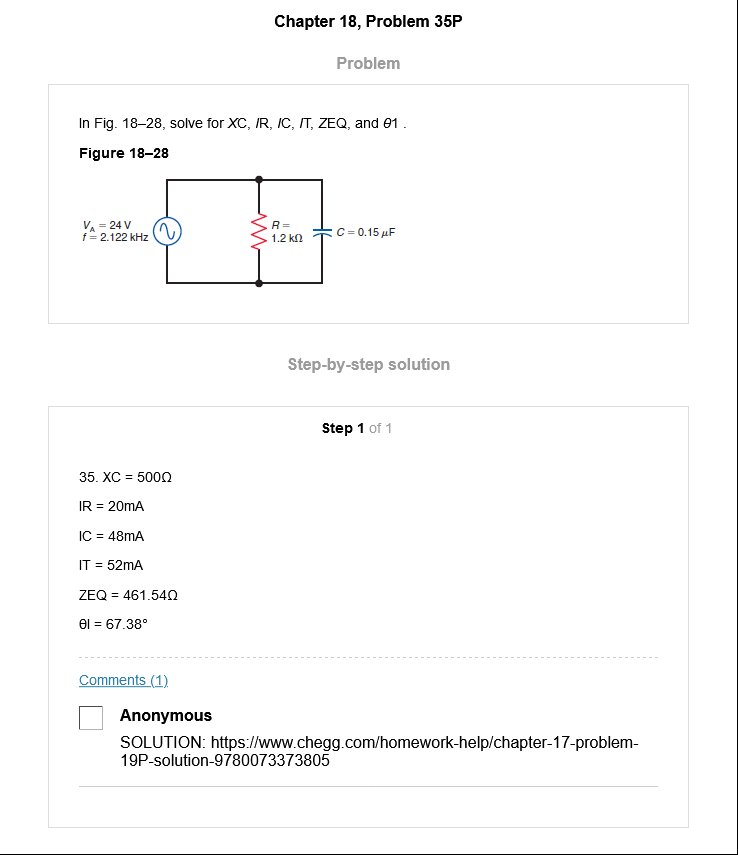 Chapter 18, Problem 35P
Problem
In Fig. 18–28, solve for XC, IR, IC, IT, ZEQ, and θ1 .
Figure 18–28
V_A = 24 V
f = 2.122 kHz
R =
1.2 kΩ
C = 0.15 μF
Step-by-step solution
Step 1 of 1
35. XC = 500Ω
IR = 20mA
IC = 48mA
IT = 52mA
ZEQ = 461.54Ω
θI = 67.38°
Comments (1)
Anonymous
SOLUTION: https://www.chegg.com/homework-help/chapter-17-problem-
19P-solution-9780073373805